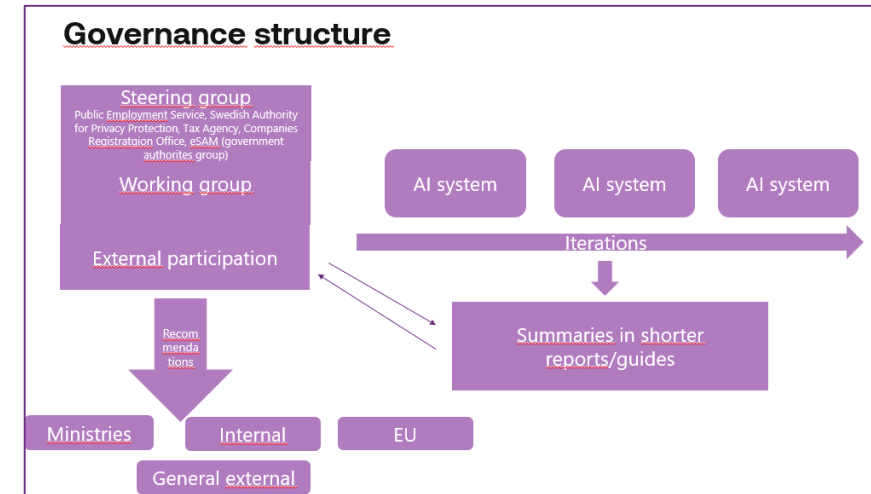 Governance structure
Steering group
Public Employment Service, Swedish Authority
for Privacy Protection, Tax Agency, Companies
Registratgion Office, eSAM (government
authorites group)
Working group
External participation
AI system
AI system
AI system
Iterations
Summaries in shorter
reports/guides
Recom
menda
tions
Ministries
Internal
EU
General external